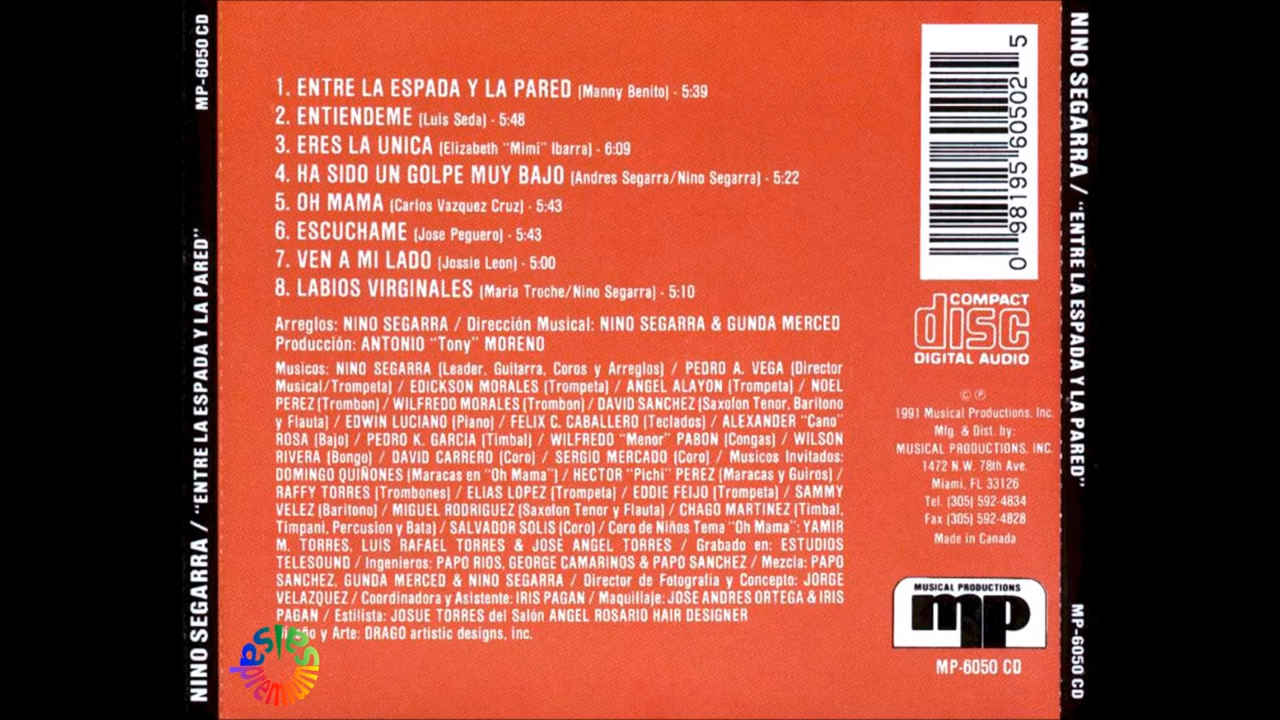 MP-6050 CD
NINO SEGARRA / "ENTRE LA ESPADA Y LA PARED"
1. ENTRE LA ESPADA Y LA PARED (Manny Benito) - 5:39
2. ENTIENDEME (Luis Seda) - 5:48
3. ERES LA UNICA (Elizabeth "Mimi" Ibarra) - 6:09
4. HA SIDO UN GOLPE MUY BAJO (Andres Segarra/Nino Segarra) - 5:22
5. OH MAMA (Carlos Vazquez Cruz) - 5:43
6. ESCUCHAME (Jose Peguero) - 5:43
7. VEN A MI LADO (Jossie Leon) - 5:00
8. LABIOS VIRGINALES (Maria Troche/Nino Segarra) - 5:10
Arreglos: NINO SEGARRA / Dirección Musical: NINO SEGARRA & GUNDA MERCED
Producción: ANTONIO "Tony" MORENO
Musicos: NINO SEGARRA (Leader, Guitarra, Coros y Arreglos) / PEDRO A. VEGA (Director
Musical/Trompeta) / EDICKSON MORALES (Trompeta) / ANGEL ALAYON (Trompeta) / NOEL
PEREZ (Trombon) / WILFREDO MORALES (Trombon) / DAVID SANCHEZ (Saxofon Tenor, Baritono
y Flauta) / EDWIN LUCIANO (Piano) / FELIX C. CABALLERO (Teclados) / ALEXANDER "Cano"
ROSA (Bajo) / PEDRO K. GARCIA (Timbal) / WILFREDO "Menor" PABON (Congas) / WILSON
RIVERA (Bongo) / DAVID CARRERO (Coro) / SERGIO MERCADO (Coro) / Musicos Invitados:
DOMINGO QUIÑONES (Maracas en "Oh Mama") / HECTOR "Pichi" PEREZ (Maracas y Guiros) /
RAFFY TORRES (Trombones) / ELIAS LOPEZ (Trompeta) / EDDIE FEIJO (Trompeta) / SAMMY
VELEZ (Baritono) / MIGUEL RODRIGUEZ (Saxofon Tenor y Flauta) / CHAGO MARTINEZ (Timbal,
Timpani, Percusion y Bata) / SALVADOR SOLIS (Coro) / Coro de Niños Tema "Oh Mama": YAMIR
M. TORRES, LUIS RAFAEL TORRES & JOSE ANGEL TORRES / Grabado en: ESTUDIOS
TELESOUND / Ingenieros: PAPO RIOS, GEORGE CAMARINOS & PAPO SANCHEZ / Mezcla: PAPO
SANCHEZ, GUNDA MERCED & NINO SEGARRA / Director de Fotografia y Concepto: JORGE
VELAZQUEZ / Coordinadora y Asistente: IRIS PAGAN / Maquillaje: JOSE ANDRES ORTEGA & IRIS
PAGAN / Estilista: JOSUE TORRES del Salón ANGEL ROSARIO HAIR DESIGNER
y Arte: DRAGO artistic designs, inc.
salsa premium
0 98195 60502 5
COMPACT
disc
DIGITAL AUDIO
© ℗
1991 Musical Productions, Inc.
Mfg. & Dist. by:
MUSICAL PRODUCTIONS. INC.
1472 N.W. 78th Ave.
Miami, FL 33126
Tel. (305) 592-4834
Fax (305) 592-4828
Made in Canada
MUSICAL PRODUCTIONS
mp
MP-6050 CD
NINO SEGARRA / "ENTRE LA ESPADA Y LA PARED"
MP-6050 CD